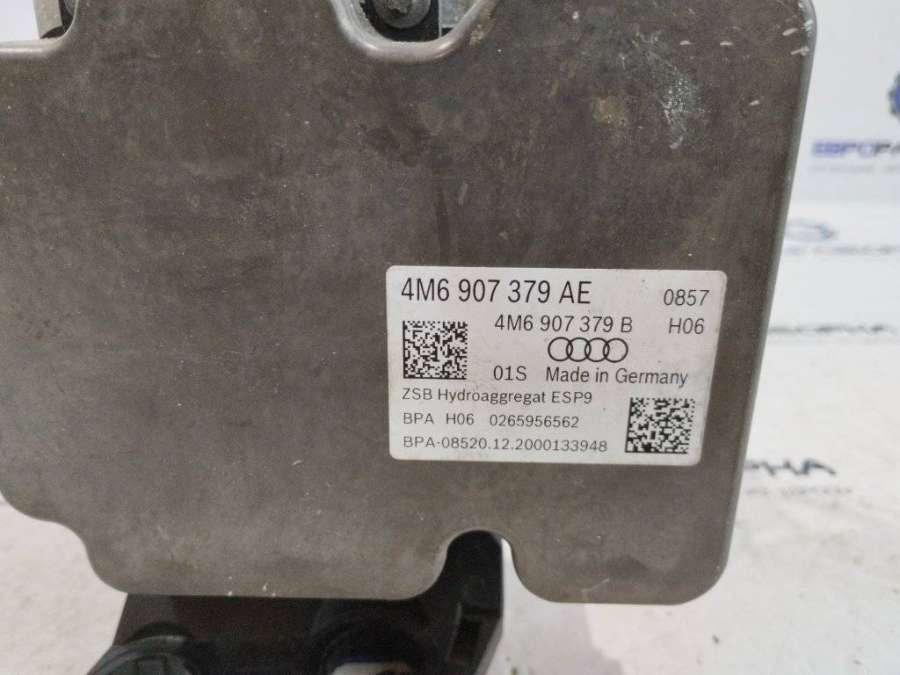 4M6 907 379 AE 0857
4M6 907 379 B H06
01S Made in Germany
ZSB Hydroaggregat ESP9
BPA H06 0265956562
BPA-08520.12.2000133948